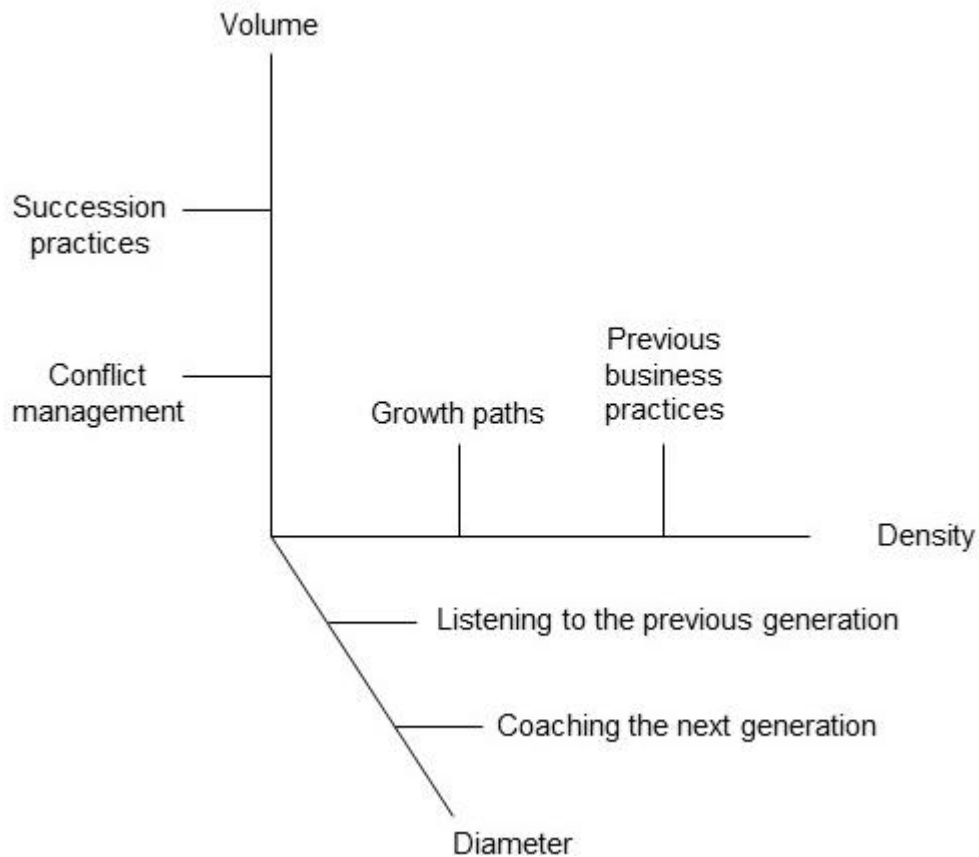 Volume
Succession
practices
Conflict
management
Growth paths
Previous
business
practices
Density
Listening to the previous generation
Coaching the next generation
Diameter